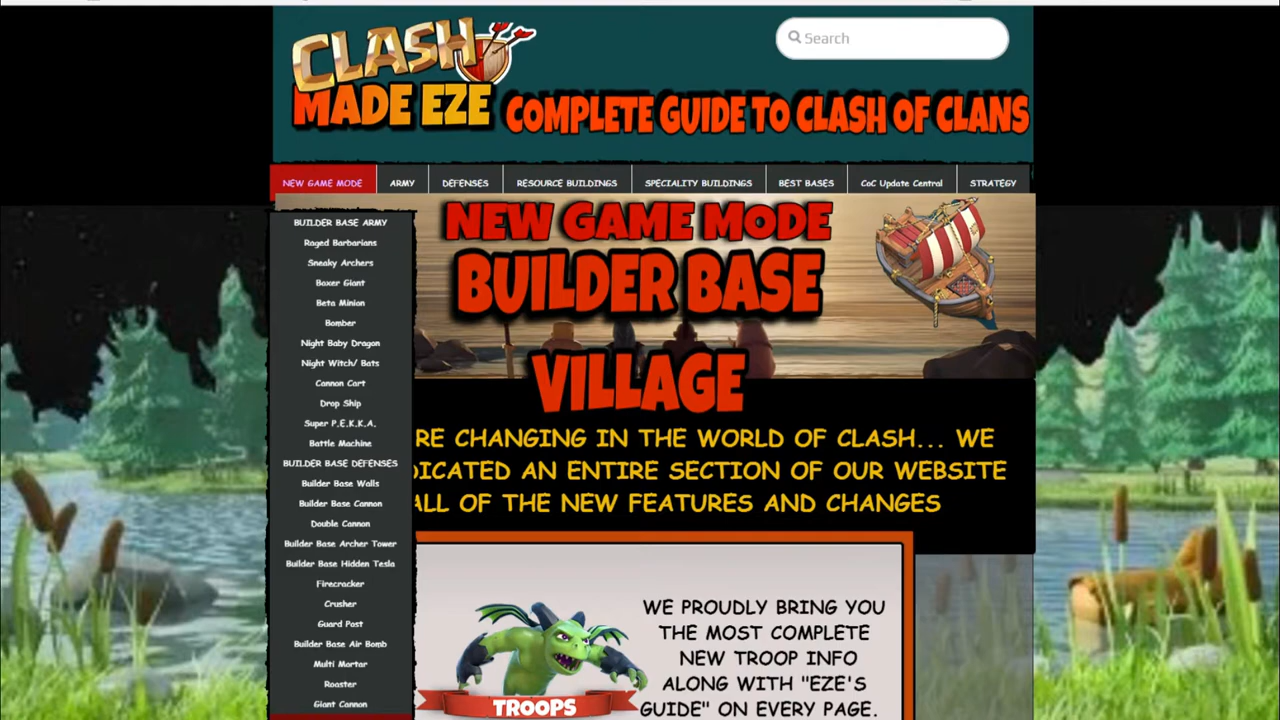 CLASH
MADE EZE
Search
COMPLETE GUIDE TO CLASH OF CLANS
NEW GAME MODE
ARMY
DEFENSES
RESOURCE BUILDINGS
SPECIALITY BUILDINGS
BEST BASES
CoC Update Central
STRATEGY
BUILDER BASE ARMY
Raged Barbarians
Sneaky Archers
Boxer Giant
Beta Minion
Bomber
Night Baby Dragon
Night Witch/ Bats
Cannon Cart
Drop Ship
Super P.E.K.K.A.
Battle Machine
BUILDER BASE DEFENSES
Builder Base Walls
Builder Base Cannon
Double Cannon
Builder Base Archer Tower
Builder Base Hidden Tesla
Firecracker
Crusher
Guard Post
Builder Base Air Bomb
Multi Mortar
Roaster
Giant Cannon
NEW GAME MODE
BUILDER BASE
VILLAGE
RE CHANGING IN THE WORLD OF CLASH... WE
DICATED AN ENTIRE SECTION OF OUR WEBSITE
ALL OF THE NEW FEATURES AND CHANGES
TROOPS
WE PROUDLY BRING YOU
THE MOST COMPLETE
NEW TROOP INFO
ALONG WITH "EZE'S
GUIDE" ON EVERY PAGE.